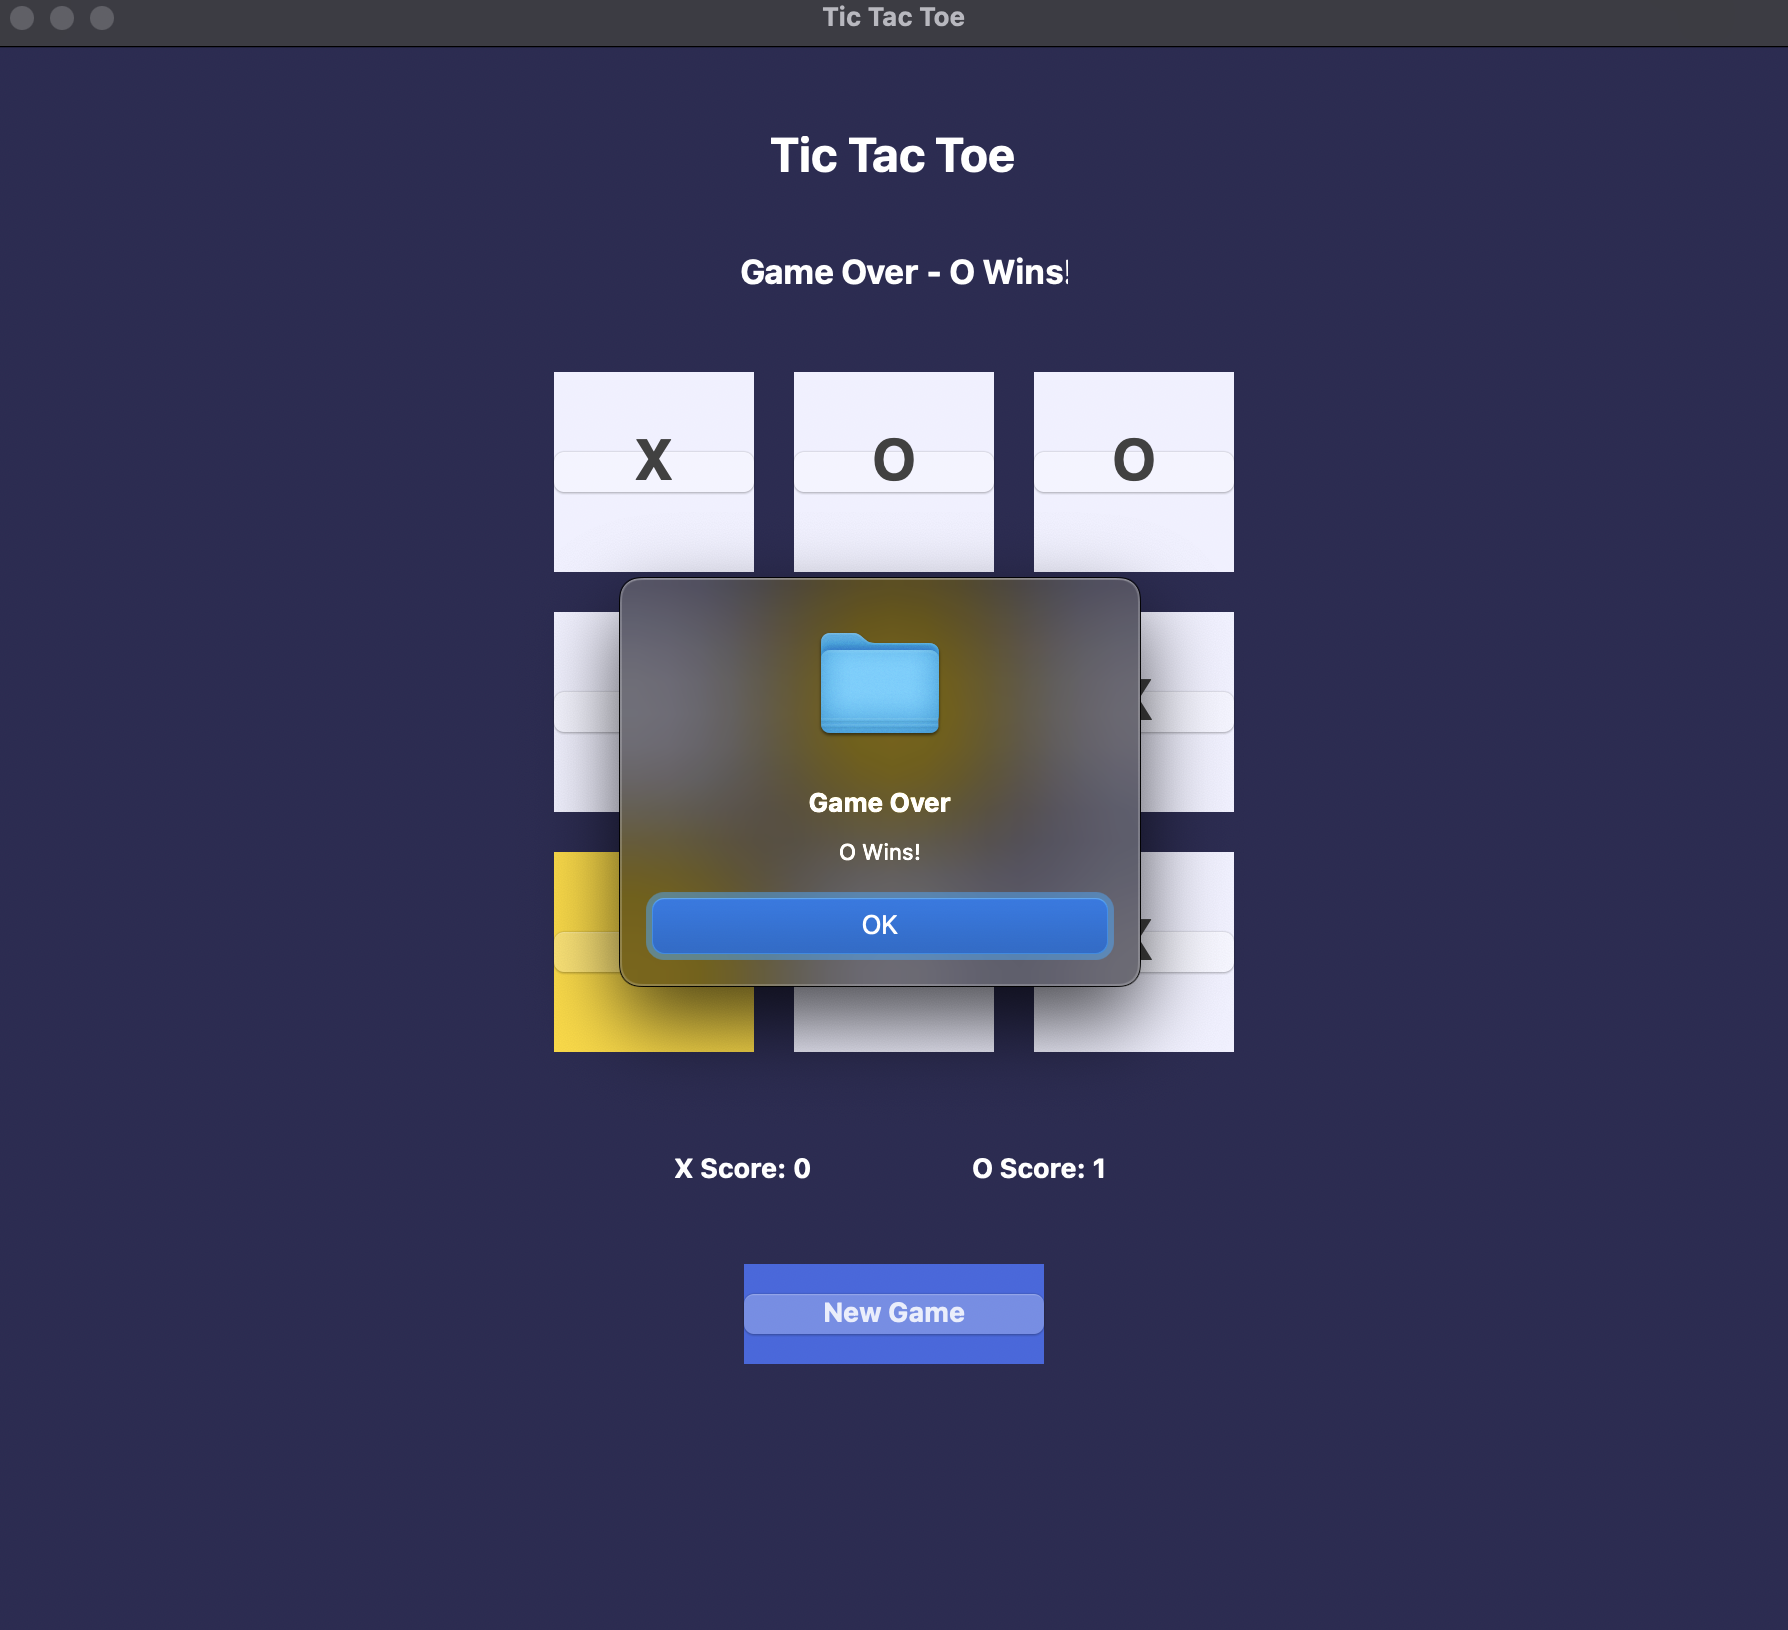 Tic Tac Toe
Tic Tac Toe
Game Over - O Wins!
X O O
Game Over
O Wins!
OK
X Score: 0 O Score: 1
New Game